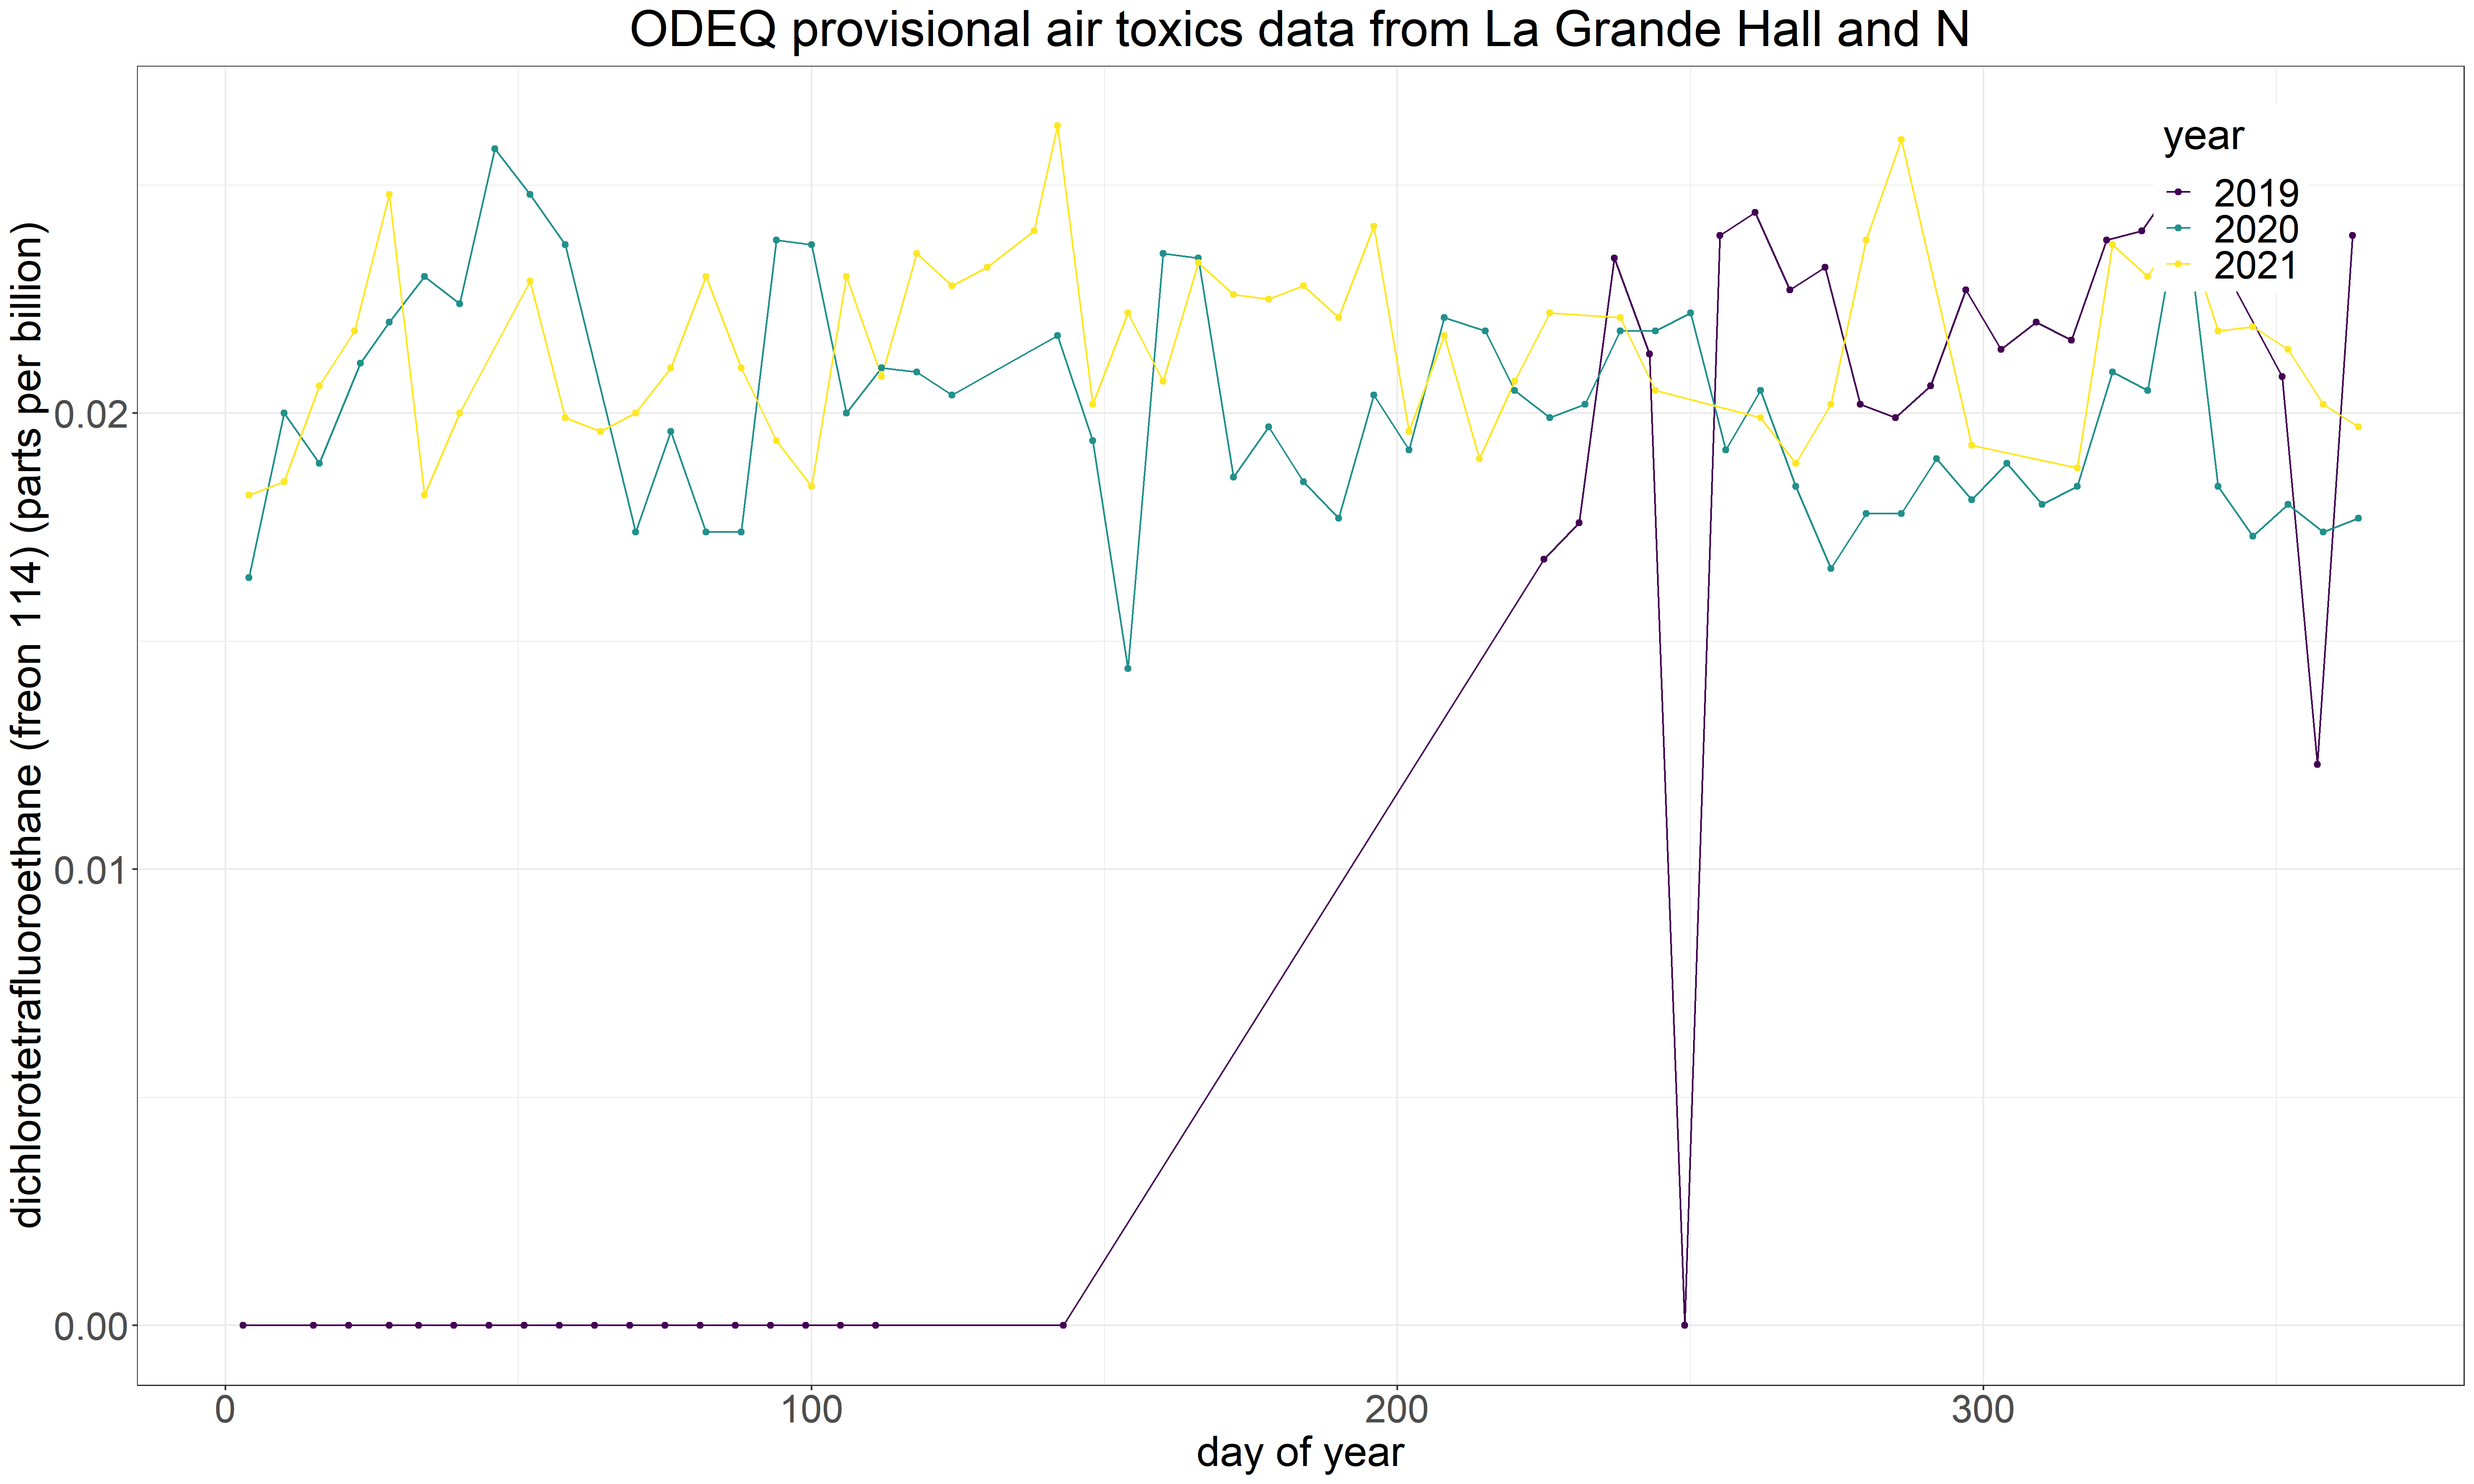 ODEQ provisional air toxics data from La Grande Hall and N
dichlorotetrafluoroethane (freon 114) (parts per billion)
year
2019
2020
2021
0.02
0.01
0.00
0
100
200
300
day of year